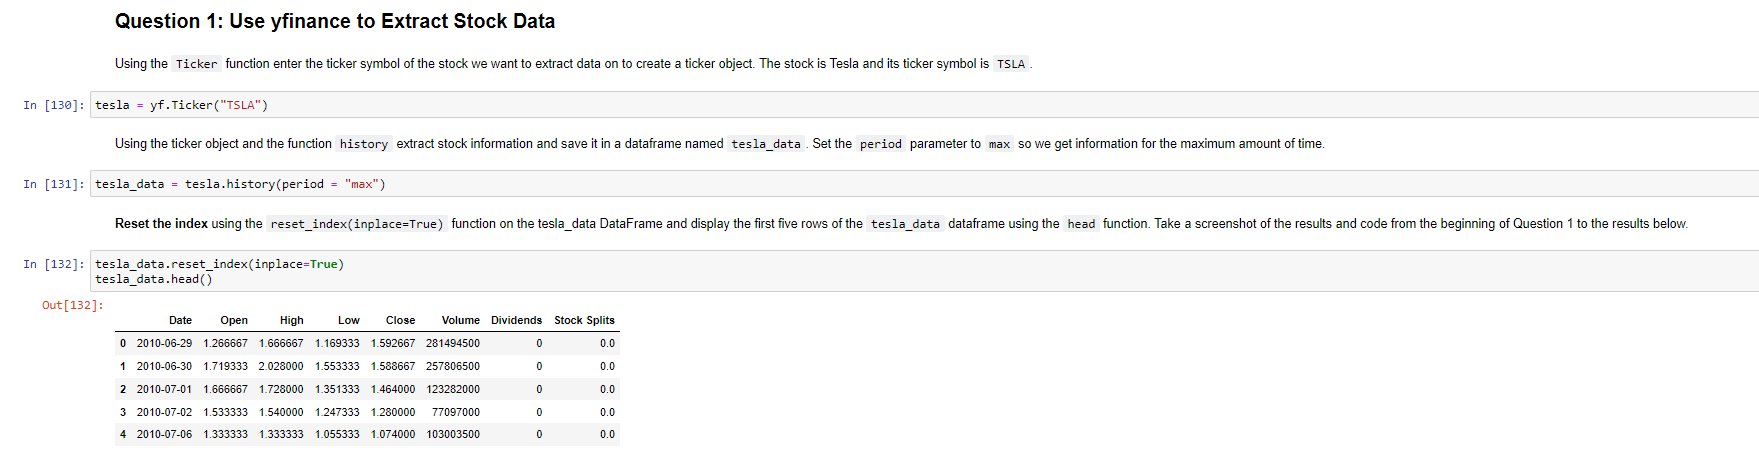 Question 1: Use yfinance to Extract Stock Data
Using the Ticker function enter the ticker symbol of the stock we want to extract data on to create a ticker object. The stock is Tesla and its ticker symbol is TSLA .
In [130]: tesla = yf.Ticker("TSLA")
Using the ticker object and the function history extract stock information and save it in a dataframe named tesla_data . Set the period parameter to max so we get information for the maximum amount of time.
In [131]: tesla_data = tesla.history(period = "max")
Reset the index using the reset_index(inplace=True) function on the tesla_data DataFrame and display the first five rows of the tesla_data dataframe using the head function. Take a screenshot of the results and code from the beginning of Question 1 to the results below.
In [132]: tesla_data.reset_index(inplace=True)
tesla_data.head()
Out[132]:
Date Open High Low Close Volume Dividends Stock Splits
0 2010-06-29 1.266667 1.666667 1.169333 1.592667 281494500 0 0.0
1 2010-06-30 1.719333 2.028000 1.553333 1.588667 257806500 0 0.0
2 2010-07-01 1.666667 1.728000 1.351333 1.464000 123282000 0 0.0
3 2010-07-02 1.533333 1.540000 1.247333 1.280000 77097000 0 0.0
4 2010-07-06 1.333333 1.333333 1.055333 1.074000 103003500 0 0.0